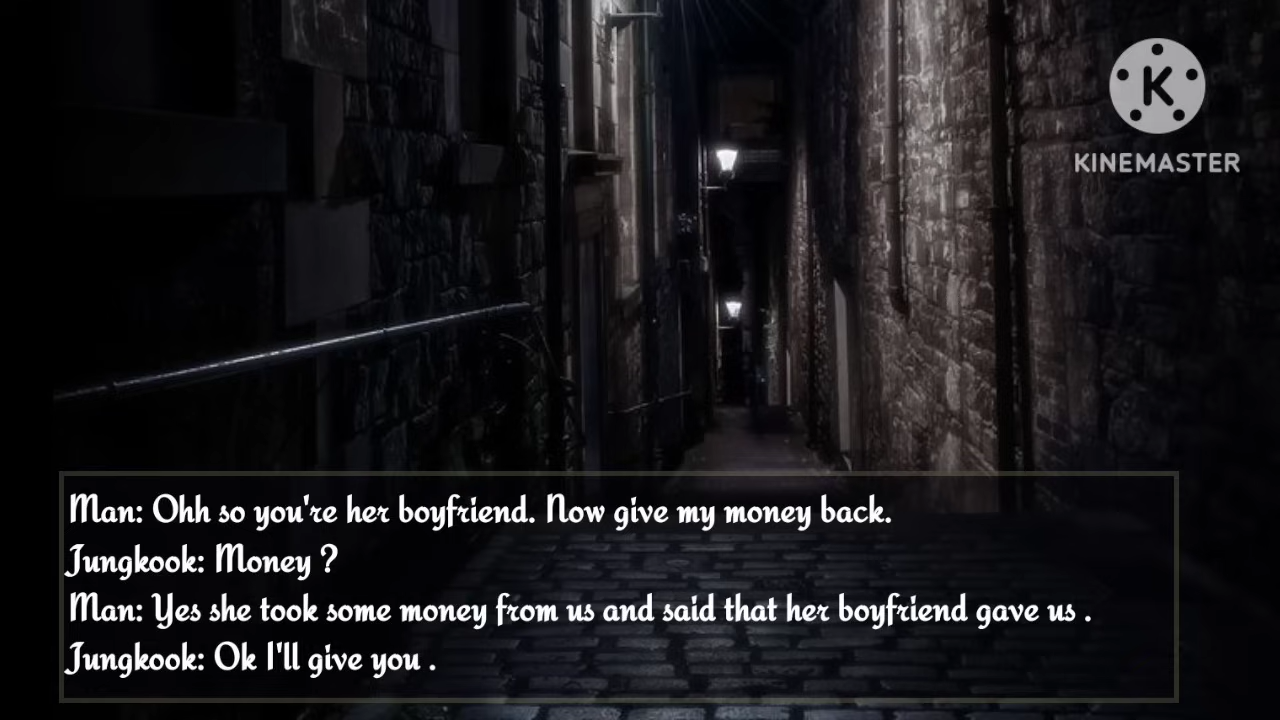 K
KINEMASTER
Man: Ohh so you're her boyfriend. Now give my money back.
Jungkook: Money ?
Man: Yes she took some money from us and said that her boyfriend gave us .
Jungkook: Ok I'll give you .